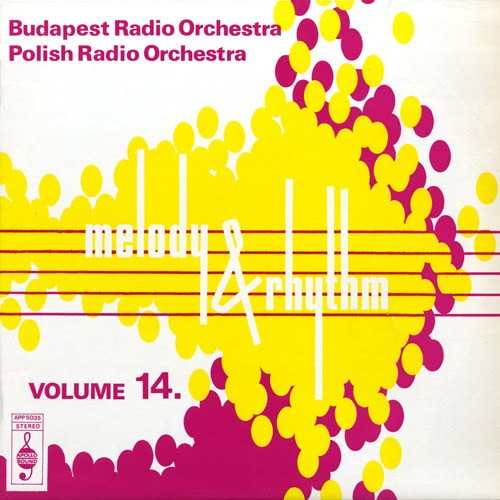 Budapest Radio Orchestra
Polish Radio Orchestra
melody
& rhythm
VOLUME 14.
APP 5035
STEREO
APOLLO
SOUND